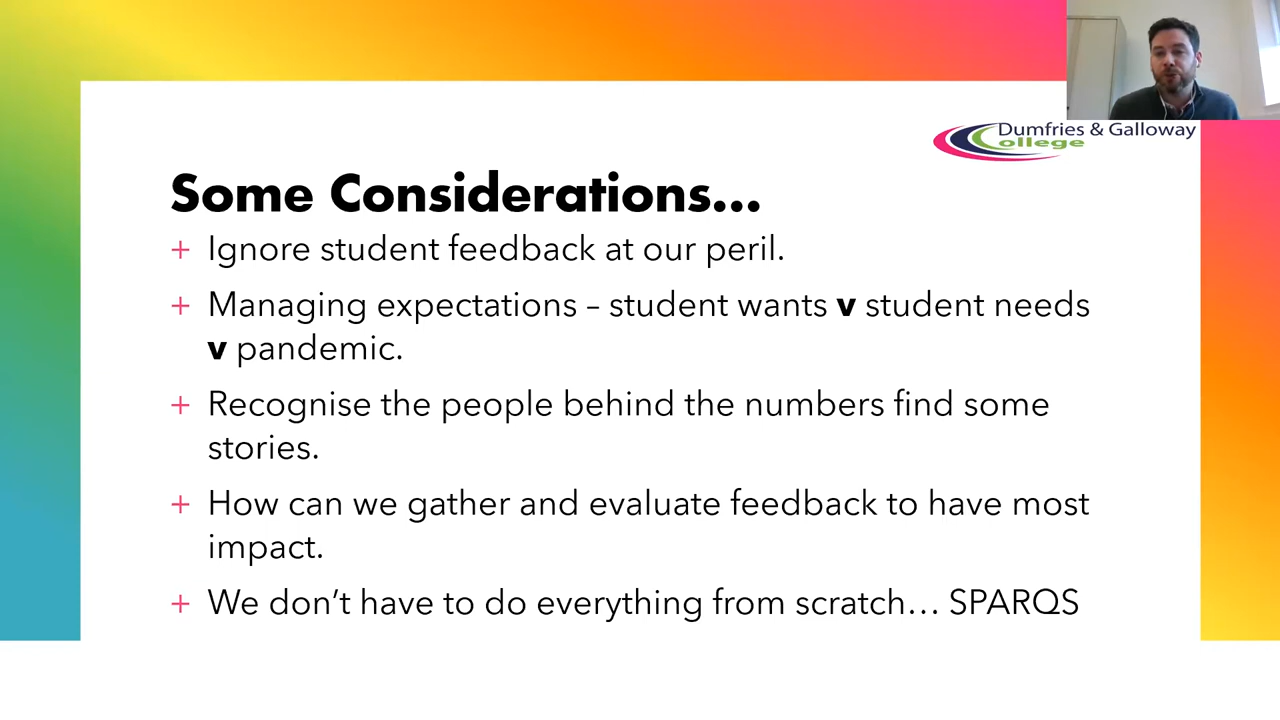 Dumfries & Galloway
College
Some Considerations...
+ Ignore student feedback at our peril.
+ Managing expectations – student wants v student needs
v pandemic.
+ Recognise the people behind the numbers find some
stories.
+ How can we gather and evaluate feedback to have most
impact.
+ We don’t have to do everything from scratch… SPARQS